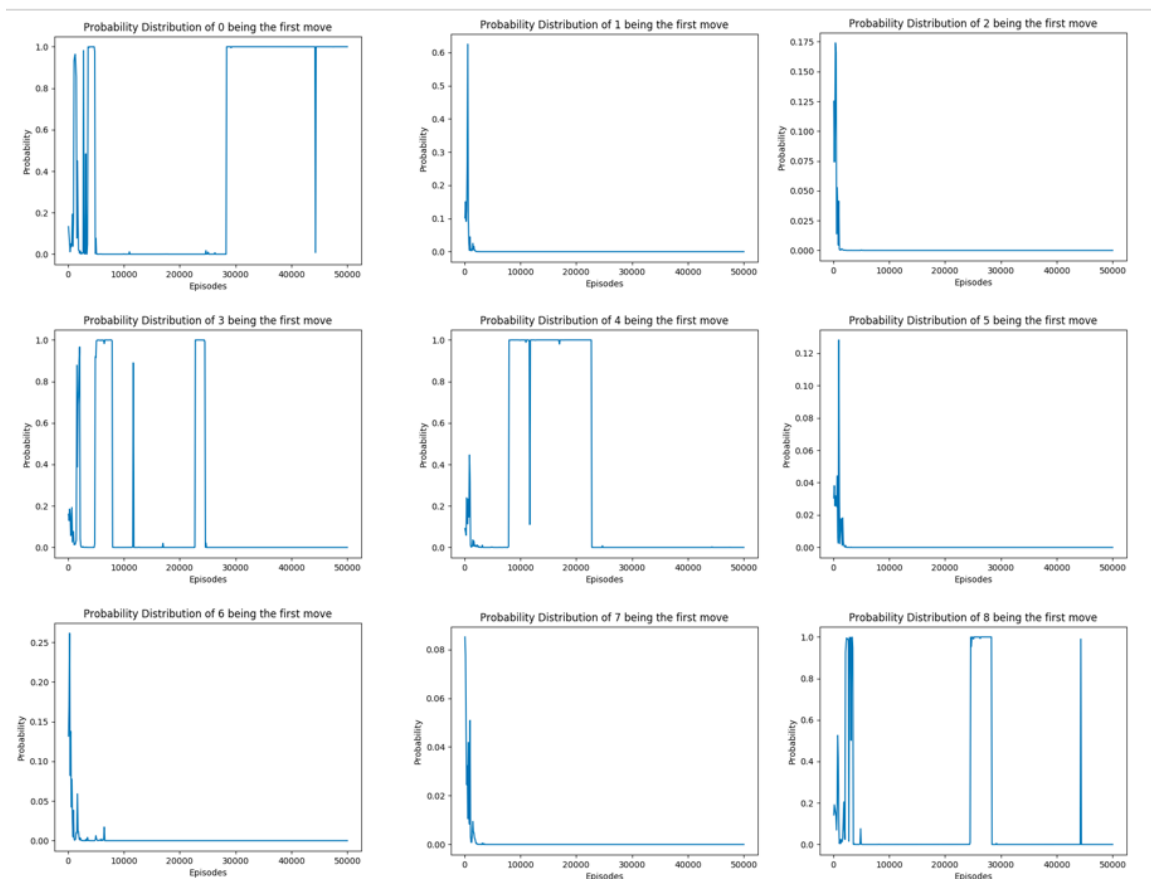 Probability Distribution of 0 being the first move
1.0
0.8
0.6
0.4
0.2
0.0
Probability
0 10000 20000 30000 40000 50000
Episodes
Probability Distribution of 1 being the first move
0.6
0.5
0.4
0.3
0.2
0.1
0.0
Probability
0 10000 20000 30000 40000 50000
Episodes
Probability Distribution of 2 being the first move
0.175
0.150
0.125
0.100
0.075
0.050
0.025
0.000
Probability
0 10000 20000 30000 40000 50000
Episodes
Probability Distribution of 3 being the first move
1.0
0.8
0.6
0.4
0.2
0.0
Probability
0 10000 20000 30000 40000 50000
Episodes
Probability Distribution of 4 being the first move
1.0
0.8
0.6
0.4
0.2
0.0
Probability
0 10000 20000 30000 40000 50000
Episodes
Probability Distribution of 5 being the first move
0.12
0.10
0.08
0.06
0.04
0.02
0.00
Probability
0 10000 20000 30000 40000 50000
Episodes
Probability Distribution of 6 being the first move
0.25
0.20
0.15
0.10
0.05
0.00
Probability
0 10000 20000 30000 40000 50000
Episodes
Probability Distribution of 7 being the first move
0.08
0.06
0.04
0.02
0.00
Probability
0 10000 20000 30000 40000 50000
Episodes
Probability Distribution of 8 being the first move
1.0
0.8
0.6
0.4
0.2
0.0
Probability
0 10000 20000 30000 40000 50000
Episodes